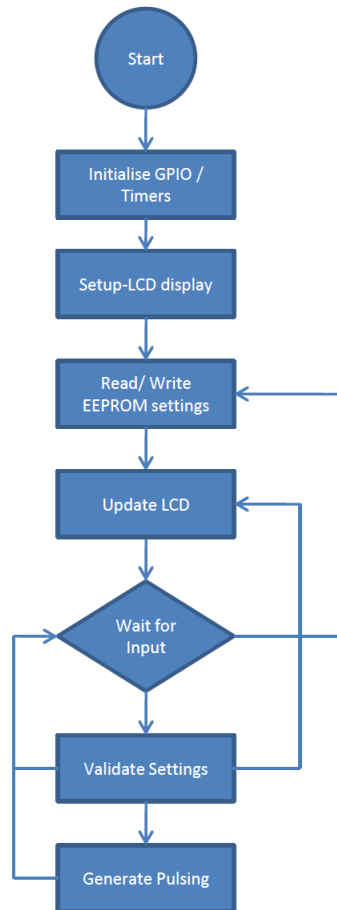 Start
Initialise GPIO /
Timers
Setup-LCD display
Read/ Write
EEPROM settings
Update LCD
Wait for
Input
Validate Settings
Generate Pulsing